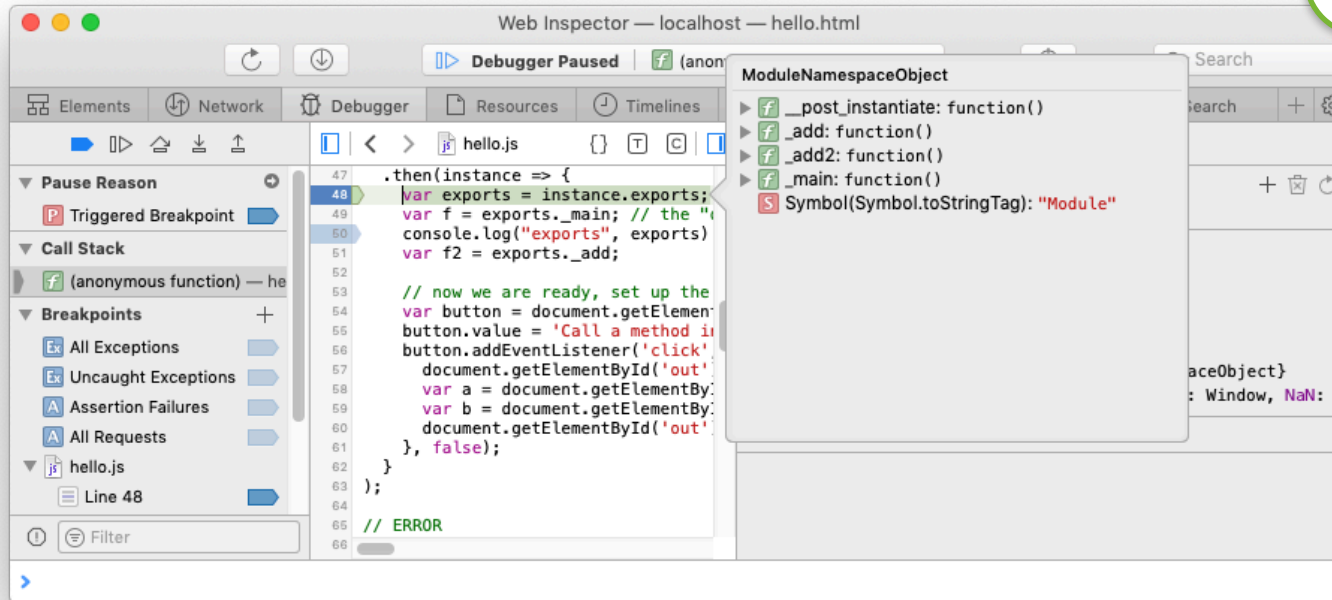 Web Inspector — localhost — hello.html
Debugger Paused
(anon
Search
Elements
Network
Debugger
Resources
Timelines
Search
hello.js
{}
T
C
Pause Reason
P Triggered Breakpoint
Call Stack
f (anonymous function) — he
Breakpoints
Ex All Exceptions
Ex Uncaught Exceptions
A Assertion Failures
A All Requests
js hello.js
Line 48
Filter
47 .then(instance => {
48 var exports = instance.exports;
49 var f = exports._main; // the "
50 console.log("exports", exports)
51 var f2 = exports._add;
52
53 // now we are ready, set up the
54 var button = document.getElemen
55 button.value = 'Call a method i
56 button.addEventListener('click'
57 document.getElementById('out'
58 var a = document.getElementBy
59 var b = document.getElementBy
60 document.getElementById('out'
61 }, false);
62 }
63 );
64
65 // ERROR
66
ModuleNamespaceObject
f __post_instantiate: function()
f _add: function()
f _add2: function()
f _main: function()
S Symbol(Symbol.toStringTag): "Module"
aceObject}
: Window, NaN: